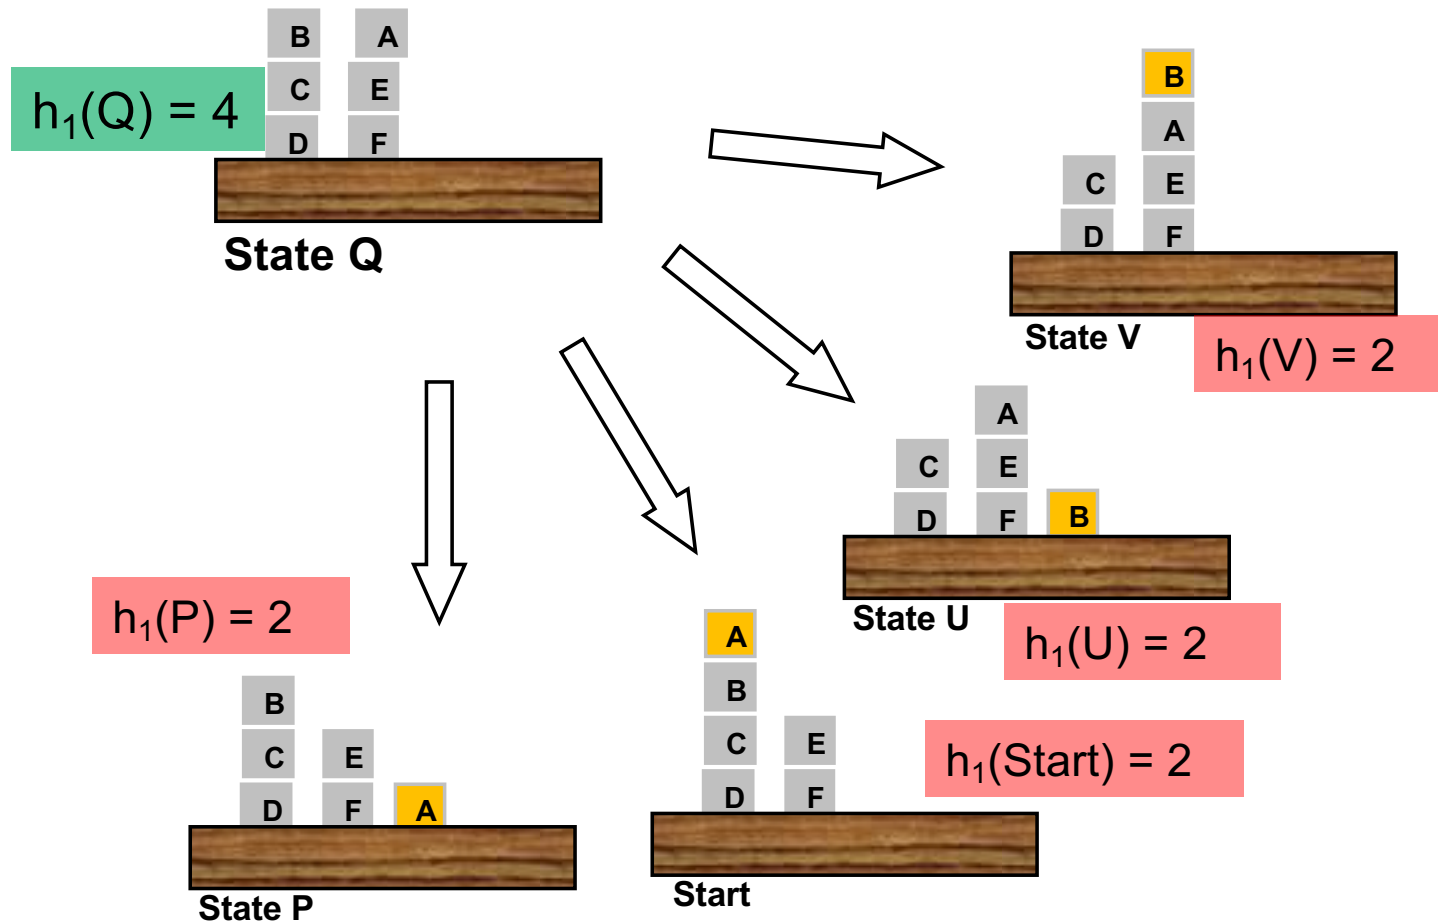 B A
h₁(Q) = 4
C E
D F
State Q
B
A
C E
D F
State V
h₁(V) = 2
A
C E
D F B
State U
h₁(U) = 2
h₁(P) = 2
B
C E
D F A
State P
A
B
C E
D F
Start
h₁(Start) = 2